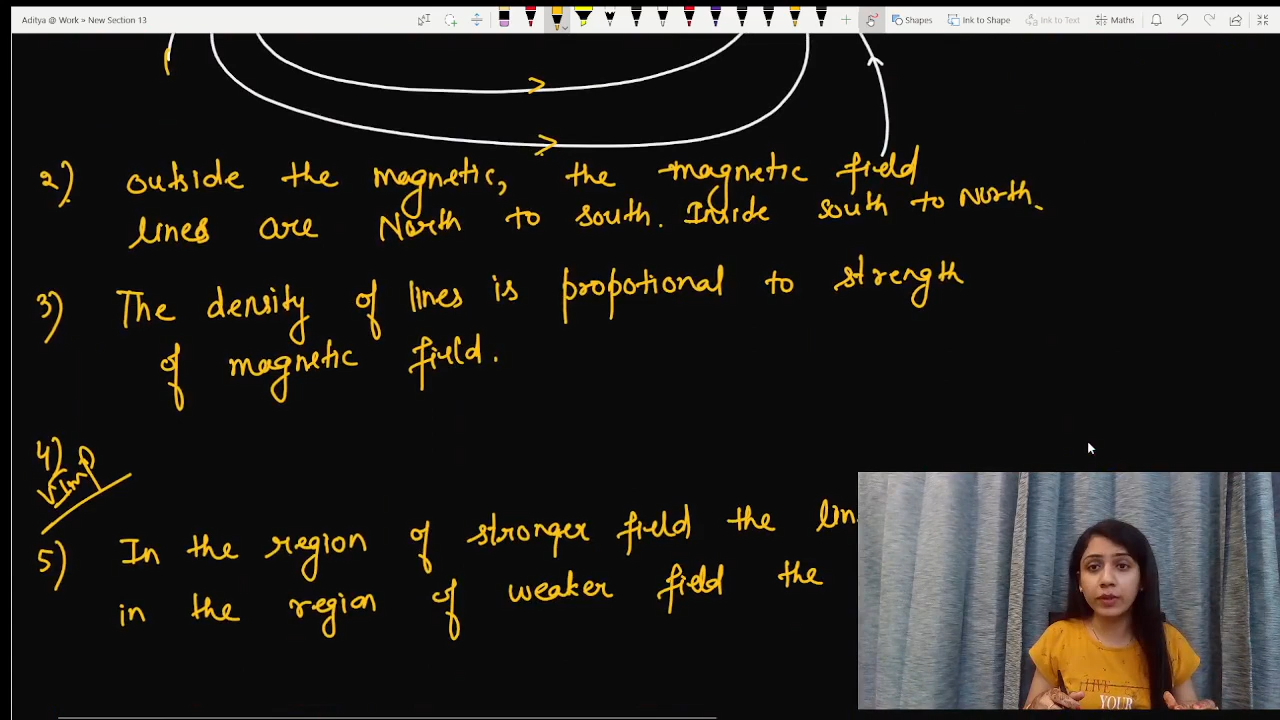 Aditya @ Work » New Section 13
Shapes
Ink to Shape
Ink to Text
Maths
2) outside the magnetic, the magnetic field
lines are North to south. Inside south to North.
3) The density of lines is propotional to strength
of magnetic field.
4)
V.Imp
5) In the region of stronger field the
in the region of weaker field the
LIVE
YOUR